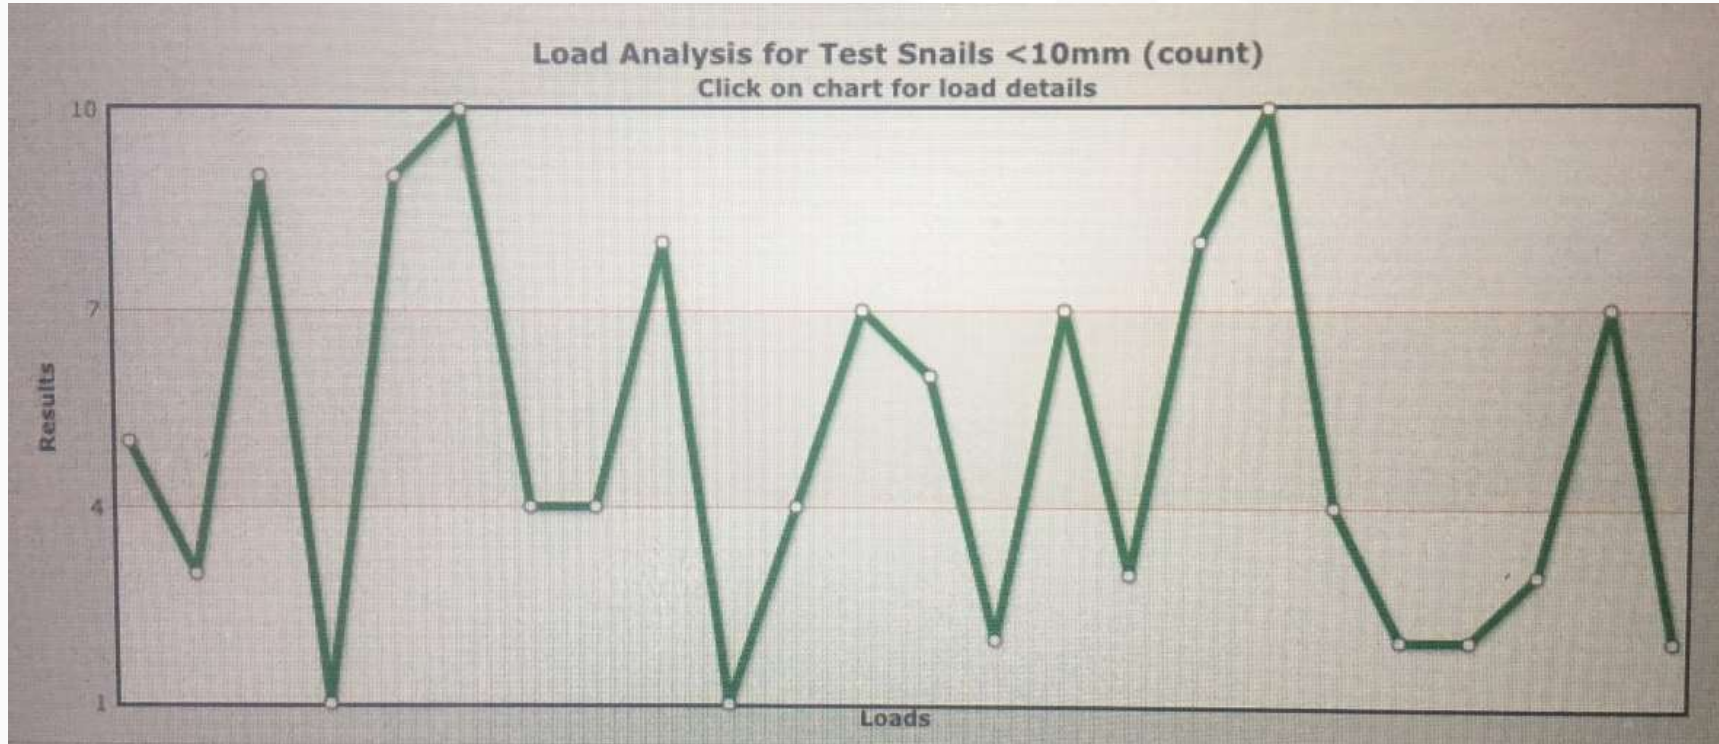 Load Analysis for Test Snails <10mm (count)
Click on chart for load details
10
7
4
1
Results
Loads